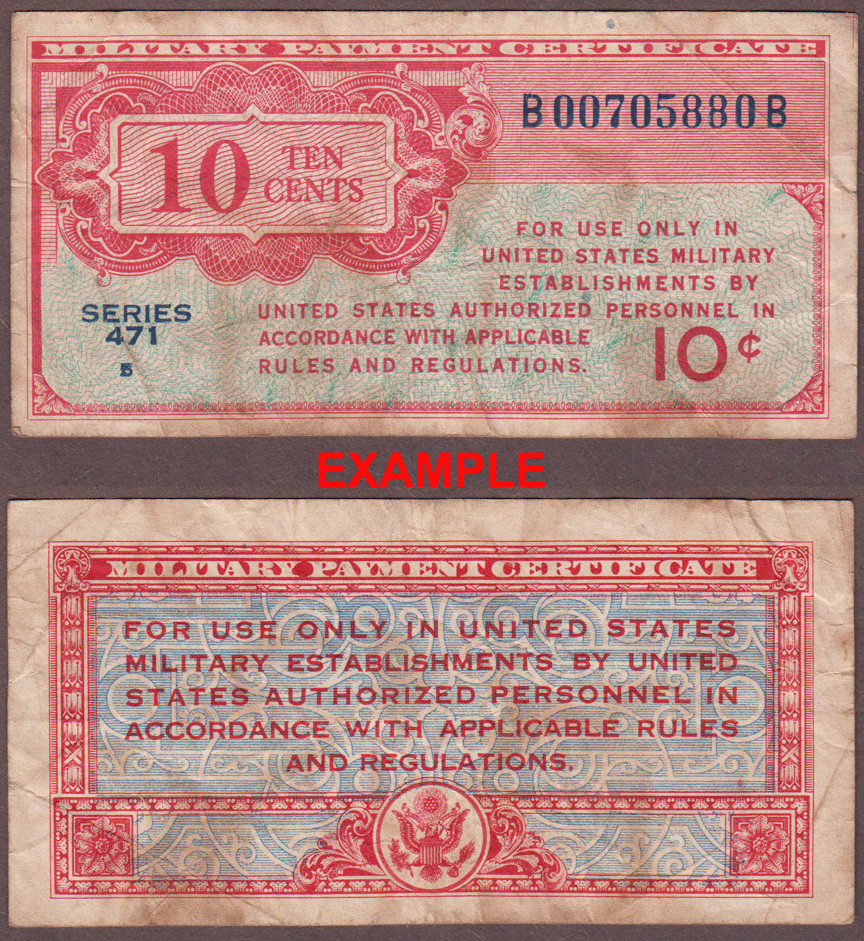 MILITARY PAYMENT CERTIFICATE
B00705880B
10 TEN
CENTS
FOR USE ONLY IN
UNITED STATES MILITARY
ESTABLISHMENTS BY
UNITED STATES AUTHORIZED PERSONNEL IN
ACCORDANCE WITH APPLICABLE
RULES AND REGULATIONS.
10¢
SERIES
471
5
EXAMPLE
MILITARY PAYMENT CERTIFICATE
FOR USE ONLY IN UNITED STATES
MILITARY ESTABLISHMENTS BY UNITED
STATES AUTHORIZED PERSONNEL IN
ACCORDANCE WITH APPLICABLE RULES
AND REGULATIONS.